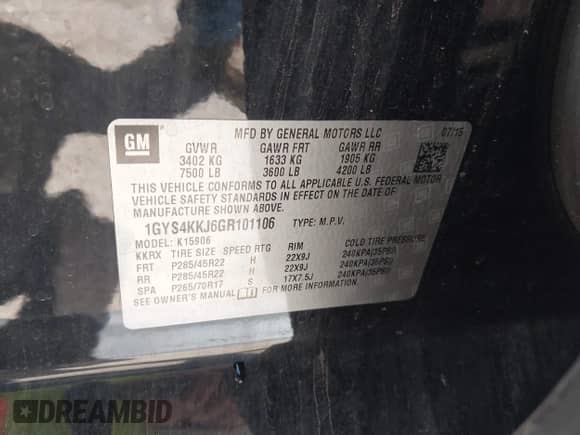 GM
MFD BY GENERAL MOTORS LLC 07/15
GVWR GAWR FRT GAWR RR
3402 KG 1633 KG 1905 KG
7500 LB 3600 LB 4200 LB
THIS VEHICLE CONFORMS TO ALL APPLICABLE U.S. FEDERAL MOTOR
VEHICLE SAFETY STANDARDS IN EFFECT ON THE DATE OF
MANUFACTURE SHOWN ABOVE.
1GYS4KKJ6GR101106 TYPE: M.P.V.
MODEL: K15906
KKRX TIRE SIZE SPEED RTG RIM COLD TIRE PRESSURE
FRT P285/45R22 H 22X9J 240KPA(35PSI)
RR P285/45R22 H 22X9J 240KPA(35PSI)
SPA P265/70R17 S 17X7.5J 240KPA(35PSI)
SEE OWNER'S MANUAL FOR MORE INFORMATION.
DREAMBID